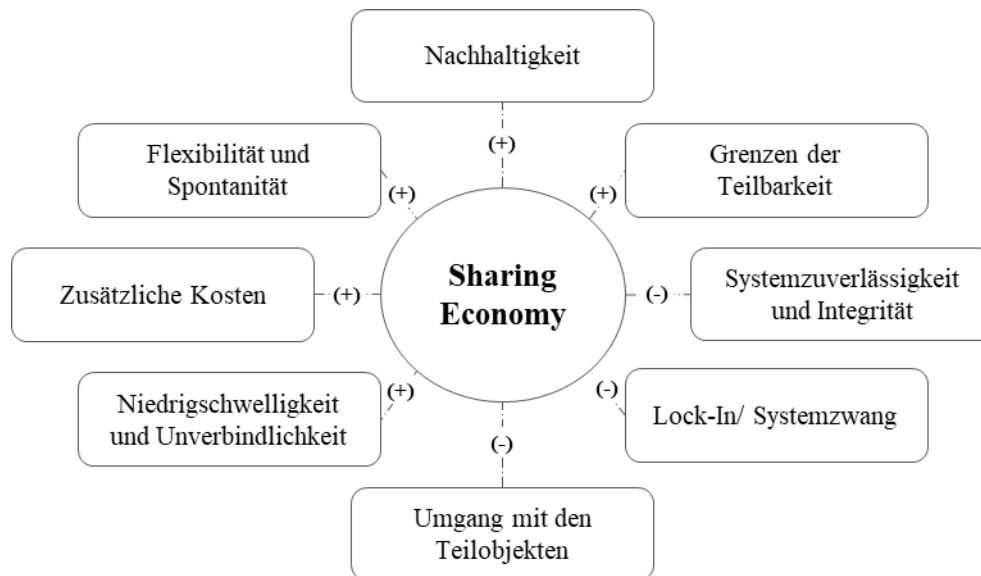 Nachhaltigkeit
(+)
Flexibilität und
Spontanität
(+)
Grenzen der
Teilbarkeit
(+)
Zusätzliche Kosten
(+)
Sharing
Economy
(-)
Systemzuverlässigkeit
und Integrität
Niedrigschwelligkeit
und Unverbindlichkeit
(+)
(-)
Lock-In/ Systemzwang
(-)
Umgang mit den
Teilobjekten